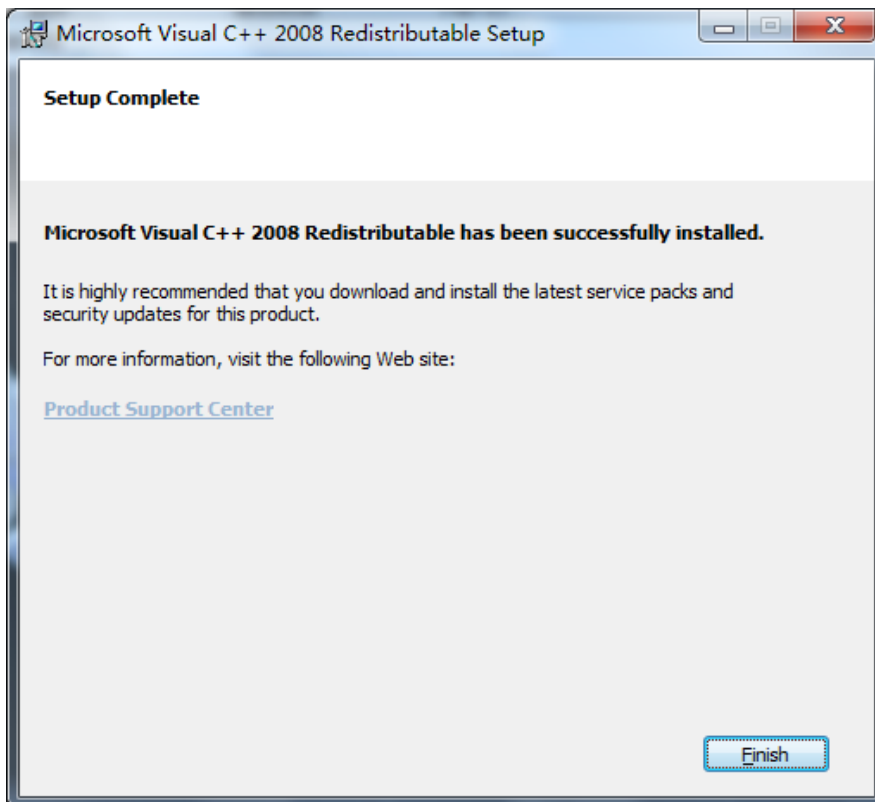 Microsoft Visual C++ 2008 Redistributable Setup
Setup Complete
Microsoft Visual C++ 2008 Redistributable has been successfully installed.
It is highly recommended that you download and install the latest service packs and
security updates for this product.
For more information, visit the following Web site:
Product Support Center
Finish